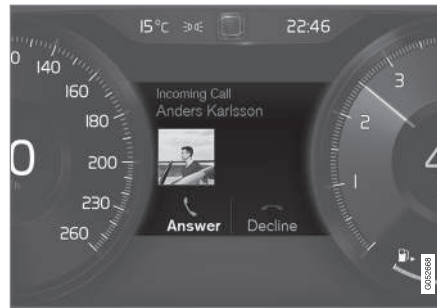 15°C 22:46
0 140 160 180 200 230 260
0
Incoming Call
Anders Karlsson
Answer Decline
3
2
1
4
G052668